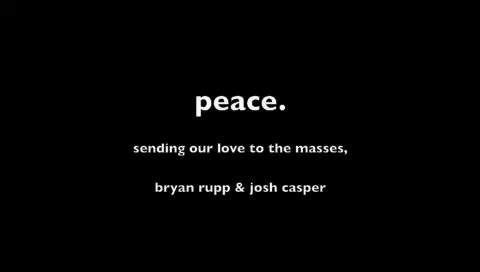 peace.
sending our love to the masses,
bryan rupp & josh casper